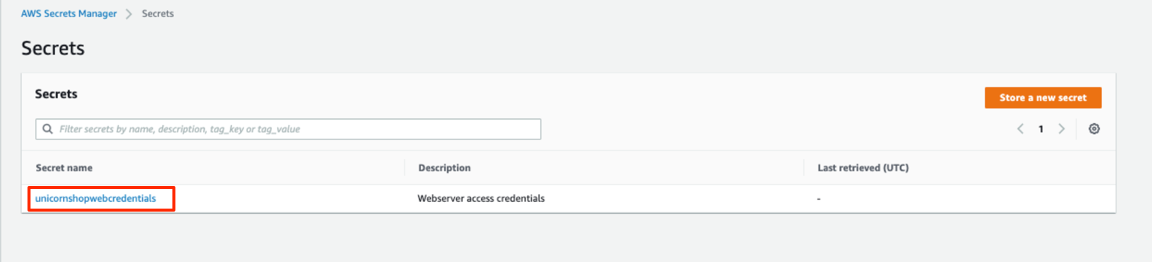 AWS Secrets Manager > Secrets
Secrets
Secrets
Store a new secret
Filter secrets by name, description, tag_key or tag_value
< 1 >
Secret name Description Last retrieved (UTC)
unicornshopwebcredentials Webserver access credentials -